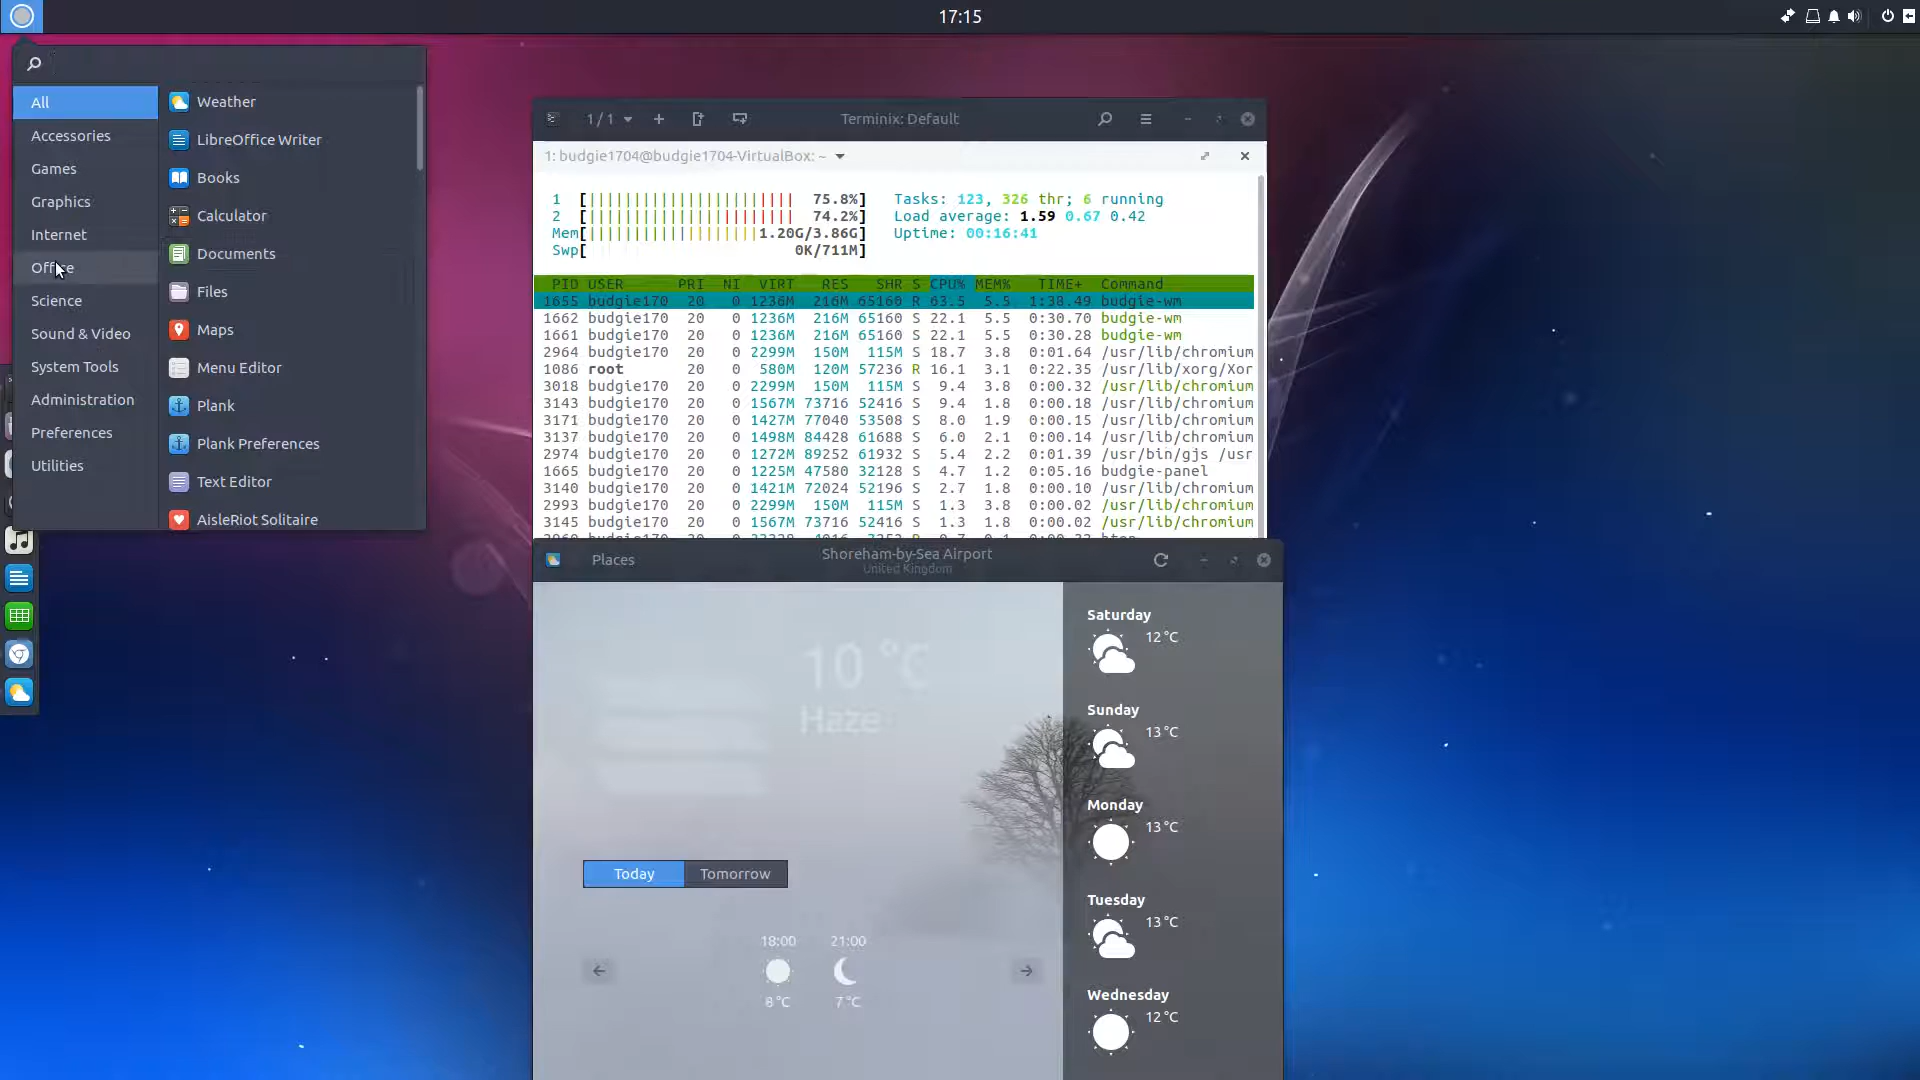 17:15
All
Accessories
Games
Graphics
Internet
Office
Science
Sound & Video
System Tools
Administration
Preferences
Utilities
Weather
LibreOffice Writer
Books
Calculator
Documents
Files
Maps
Menu Editor
Plank
Plank Preferences
Text Editor
AisleRiot Solitaire
1 / 1
Terminix: Default
1: budgie1704@budgie1704-VirtualBox: ~
1 [||||||||||||||||||||||| 75.8%] Tasks: 123, 326 thr; 6 running
2 [||||||||||||||||||||||| 74.2%] Load average: 1.59 0.67 0.42
Mem[|||||||||||||||||||1.20G/3.86G] Uptime: 00:16:41
Swp[ 0K/711M]
PID USER PRI NI VIRT RES SHR S CPU% MEM% TIME+ Command
1655 budgie170 20 0 1236M 216M 65160 R 63.5 5.5 1:38.49 budgie-wm
1662 budgie170 20 0 1236M 216M 65160 S 22.1 5.5 0:30.70 budgie-wm
1661 budgie170 20 0 1236M 216M 65160 S 22.1 5.5 0:30.28 budgie-wm
2964 budgie170 20 0 2299M 150M 115M S 18.7 3.8 0:01.64 /usr/lib/chromium
1086 root 20 0 580M 120M 57236 R 16.1 3.1 0:22.35 /usr/lib/xorg/Xor
3018 budgie170 20 0 2299M 150M 115M S 9.4 3.8 0:00.32 /usr/lib/chromium
3143 budgie170 20 0 1567M 73716 52416 S 9.4 1.8 0:00.18 /usr/lib/chromium
3171 budgie170 20 0 1427M 77040 53508 S 8.0 1.9 0:00.15 /usr/lib/chromium
3137 budgie170 20 0 1498M 84428 61688 S 6.0 2.1 0:00.14 /usr/lib/chromium
2974 budgie170 20 0 1272M 89252 61932 S 5.4 2.2 0:01.39 /usr/bin/gjs /usr
1665 budgie170 20 0 1225M 47580 32128 S 4.7 1.2 0:05.16 budgie-panel
3140 budgie170 20 0 1421M 72024 52196 S 2.7 1.8 0:00.10 /usr/lib/chromium
2993 budgie170 20 0 2299M 150M 115M S 1.3 3.8 0:00.02 /usr/lib/chromium
3145 budgie170 20 0 1567M 73716 52416 S 1.3 1.8 0:00.02 /usr/lib/chromium
Places
Shoreham-by-Sea Airport
United Kingdom
10 °C
Haze
Today
Tomorrow
18:00 21:00
8 °C 7 °C
Saturday
12 °C
Sunday
13 °C
Monday
13 °C
Tuesday
13 °C
Wednesday
12 °C